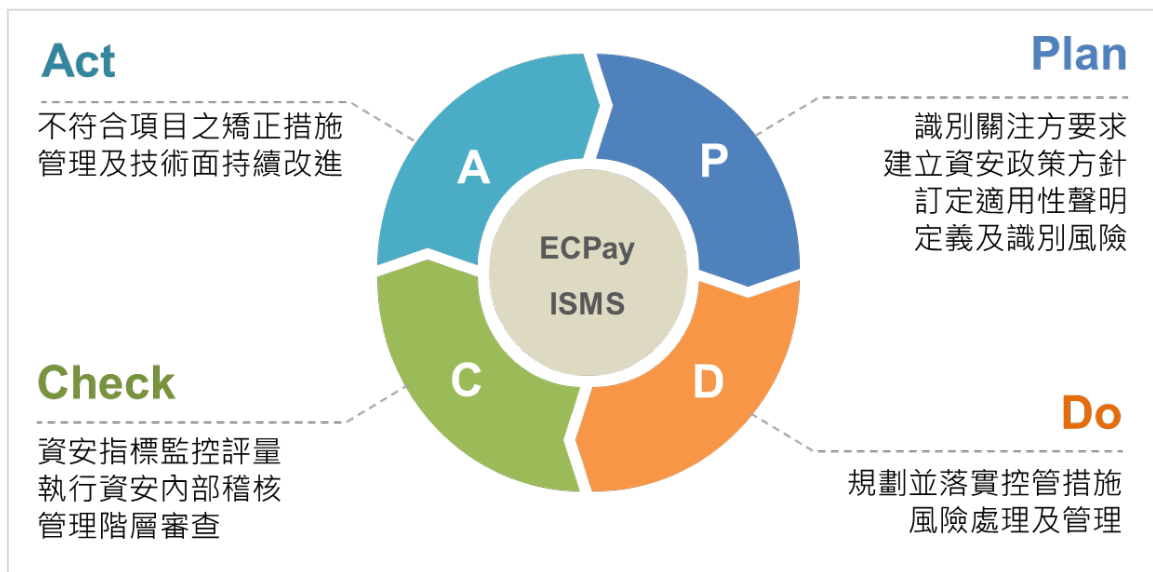 Act
不符合項目之矯正措施
管理及技術面持續改進
Plan
識別關注方要求
建立資安政策方針
訂定適用性聲明
定義及識別風險
A
P
ECPay
ISMS
C
D
Check
資安指標監控評量
執行資安內部稽核
管理階層審查
Do
規劃並落實控管措施
風險處理及管理